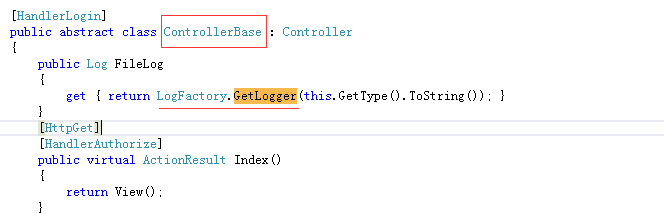 [HandlerLogin]
public abstract class ControllerBase : Controller
{
public Log FileLog
{
get { return LogFactory.GetLogger(this.GetType().ToString()); }
}
[HttpGet]
[HandlerAuthorize]
public virtual ActionResult Index()
{
return View();
}